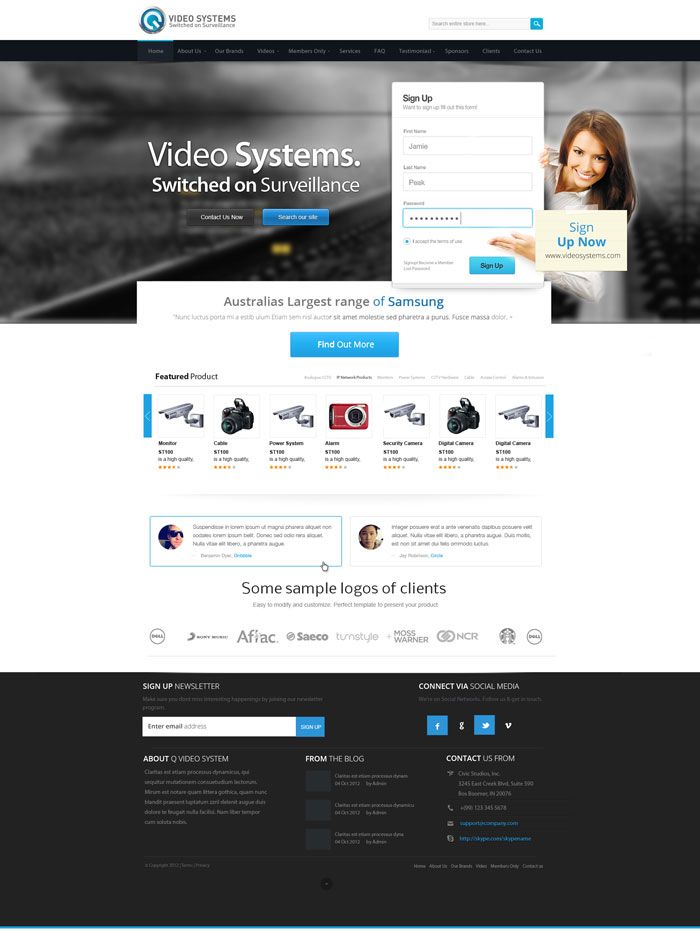 VIDEO SYSTEMS
Switched on Surveillance
Search entire store here...
Home About Us Our Brands Videos Members Only Services FAQ Testimoniasl Sponsors Clients Contact Us
Sign Up
Want to sign up fill out this form!
First Name
Jamie
Last Name
Peak
Password
I accept the terms of use
Signup! Become a Member
Lost Password
Sign Up
Video Systems.
Switched on Surveillance
Contact Us Now
Search our site
Sign
Up Now
www.videosystems.com
Australias Largest range of Samsung
"Nunc luctus porta mi a estib ulum Etiam sem nisl auctor sit amet molestie sed pharetra a purus. Fusce massa dolor. "
Find Out More
Featured Product
Analogue CCTV IP Network Products Monitors Power Systems CCTV Hardware Cable Access Control Alarms & Intrusion
Monitor Cable Power System Alarm Security Camera Digital Camera Digital Camera
ST100 ST100 ST100 ST100 ST100 ST100 ST100
is a high quality, is a high quality, is a high quality, is a high quality, is a high quality, is a high quality, is a high quality,
Suspendisse in lorem ipsum ut magna pharera aliquet non
sodales lorem ipsum belit. Donec sed odio nera aliquet.
Nulla vitae elit libero, a pharetra augue.
Benjamin Dyer, Gribbble
Integer posuere erat a ante venenatis dapibus posuere velit
aliquet. Nulla vitae elit libero, a pharetra augue. Duis mollis,
est non sit amet dui felis ommodo luctus.
Jay Robinson, Circle
Some sample logos of clients
Easy to modify and customize. Perfect template to present your product
DELL SONY MUSIC Aflac Saeco turnstyle + MOSS WARNER NCR DELL
SIGN UP NEWSLETTER
Make sure you dont miss interesting happenings by joining our newsletter
program.
Enter email address
SIGN UP
CONNECT VIA SOCIAL MEDIA
We're on Social Networks. Follow us & get in touch.
ABOUT Q VIDEO SYSTEM
Claritas est etiam processus dynamicus, qui
sequitur mutationem consuetudium lectorum.
Mirum est notare quam littera gothica, quam nunc
blandit praesent luptatum zzril delenit augue duis
dolore te feugait nulla facilisi. Nam liber tempor
cum soluta nobis.
FROM THE BLOG
Claritas est etiam processus dynam
04 Oct 2012 by Admin
Claritas est etiam processus dynamicu
04 Oct 2012 by Admin
Claritas est etiam processus dyna
04 Oct 2012 by Admin
CONTACT US FROM
Civic Studios, Inc.
3245 East Creek Blvd, Suite 590
Bos Boomer, IN 20076
+(99) 123 345 5678
support@company.com
http://skype.com/skypename
© Copyright 2012 | Terms | Privacy
Home About Us Our Brands Video Members Only Contact us